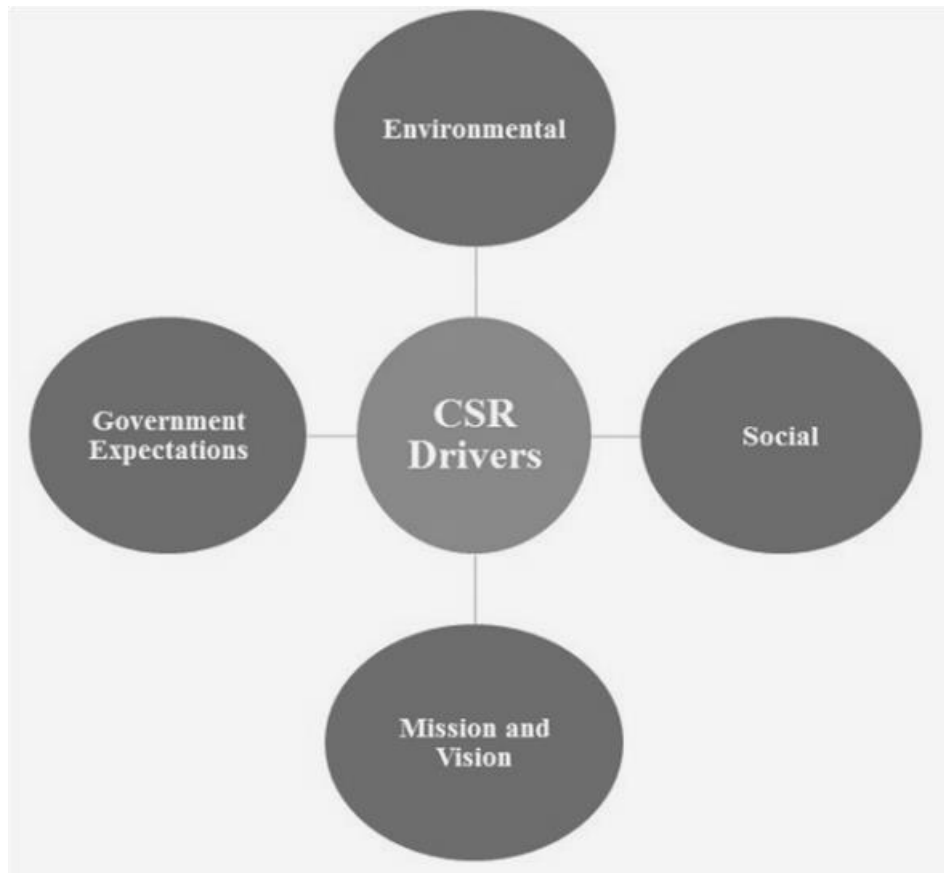 Environmental
Government
Expectations
CSR
Drivers
Social
Mission and
Vision